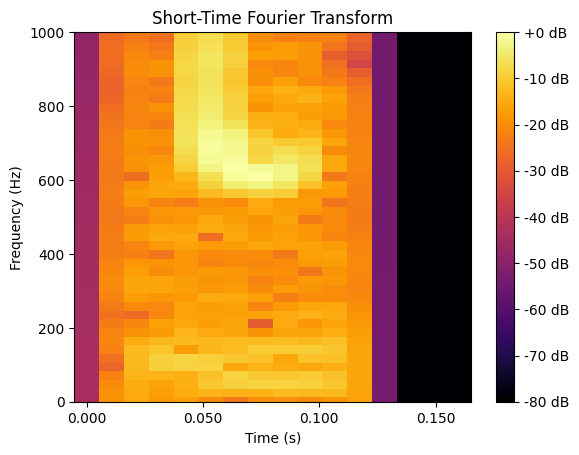 Short-Time Fourier Transform
Frequency (Hz)
1000
800
600
400
200
0
0.000
0.050
0.100
0.150
Time (s)
+0 dB
-10 dB
-20 dB
-30 dB
-40 dB
-50 dB
-60 dB
-70 dB
-80 dB